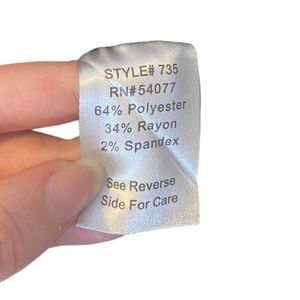 STYLE# 735
RN#54077
64% Polyester
34% Rayon
2% Spandex
See Reverse
Side For Care